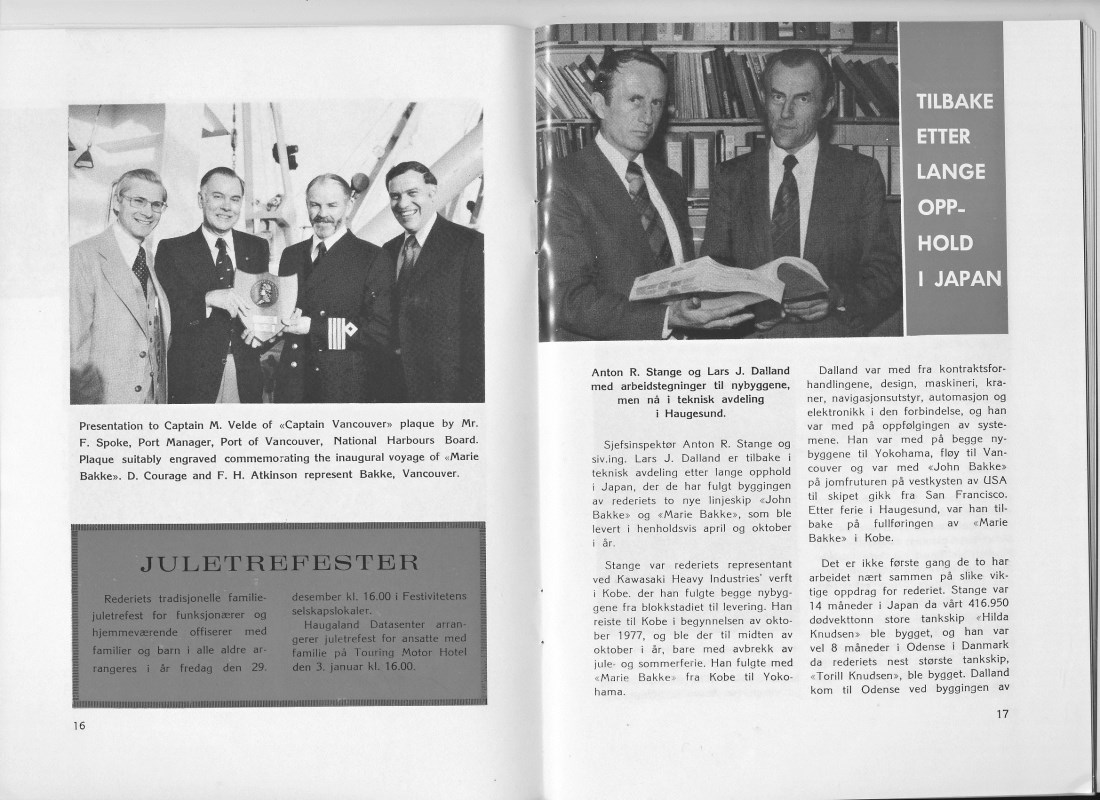 Presentation to Captain M. Velde of «Captain Vancouver» plaque by Mr.
F. Spoke, Port Manager, Port of Vancouver, National Harbours Board.
Plaque suitably engraved commemorating the inaugural voyage of «Marie
Bakke». D. Courage and F. H. Atkinson represent Bakke, Vancouver.
JULETREFESTER
Rederiets tradisjonelle familie-
juletrefest for funksjonærer og
hjemmeværende offiserer med
familier og barn i alle aldre ar-
rangeres i år fredag den 29.
desember kl. 16.00 i Festivitetens
selskapslokaler.
Haugaland Datasenter arran-
gerer juletrefest for ansatte med
familie på Touring Motor Hotel
den 3. januar kl. 16.00.
16
TILBAKE
ETTER
LANGE
OPP-
HOLD
I JAPAN
Anton R. Stange og Lars J. Dalland
med arbeidstegninger til nybyggene,
men nå i teknisk avdeling
i Haugesund.
Sjefsinspektør Anton R. Stange og
siv.ing. Lars J. Dalland er tilbake i
teknisk avdeling etter lange opphold
i Japan, der de har fulgt byggingen
av rederiets to nye linjeskip «John
Bakke» og «Marie Bakke», som ble
levert i henholdsvis april og oktober
i år.
Stange var rederiets representant
ved Kawasaki Heavy Industries' verft
i Kobe. der han fulgte begge nybyg-
gene fra blokkstadiet til levering. Han
reiste til Kobe i begynnelsen av okto-
ber 1977, og ble der til midten av
oktober i år, bare med avbrekk av
jule- og sommerferie. Han fulgte med
«Marie Bakke» fra Kobe til Yoko-
hama.
Dalland var med fra kontraktsfor-
handlingene, design, maskineri, kra-
ner, navigasjonsutstyr, automasjon og
elektronikk i den forbindelse, og han
var med på oppfølgingen av syste-
mene. Han var med på begge ny-
byggene til Yokohama, fløy til Van-
couver og var med «John Bakke»
på jomfruturen på vestkysten av USA
til skipet gikk fra San Francisco.
Etter ferie i Haugesund, var han til-
bake på fullføringen av «Marie
Bakke» i Kobe.
Det er ikke første gang de to har
arbeidet nært sammen på slike vik-
tige oppdrag for rederiet. Stange var
14 måneder i Japan da vårt 416.950
dødvekttonn store tankskip «Hilda
Knudsen» ble bygget, og han var
vel 8 måneder i Odense i Danmark
da rederiets nest største tankskip,
«Torill Knudsen», ble bygget. Dalland
kom til Odense ved byggingen av
17